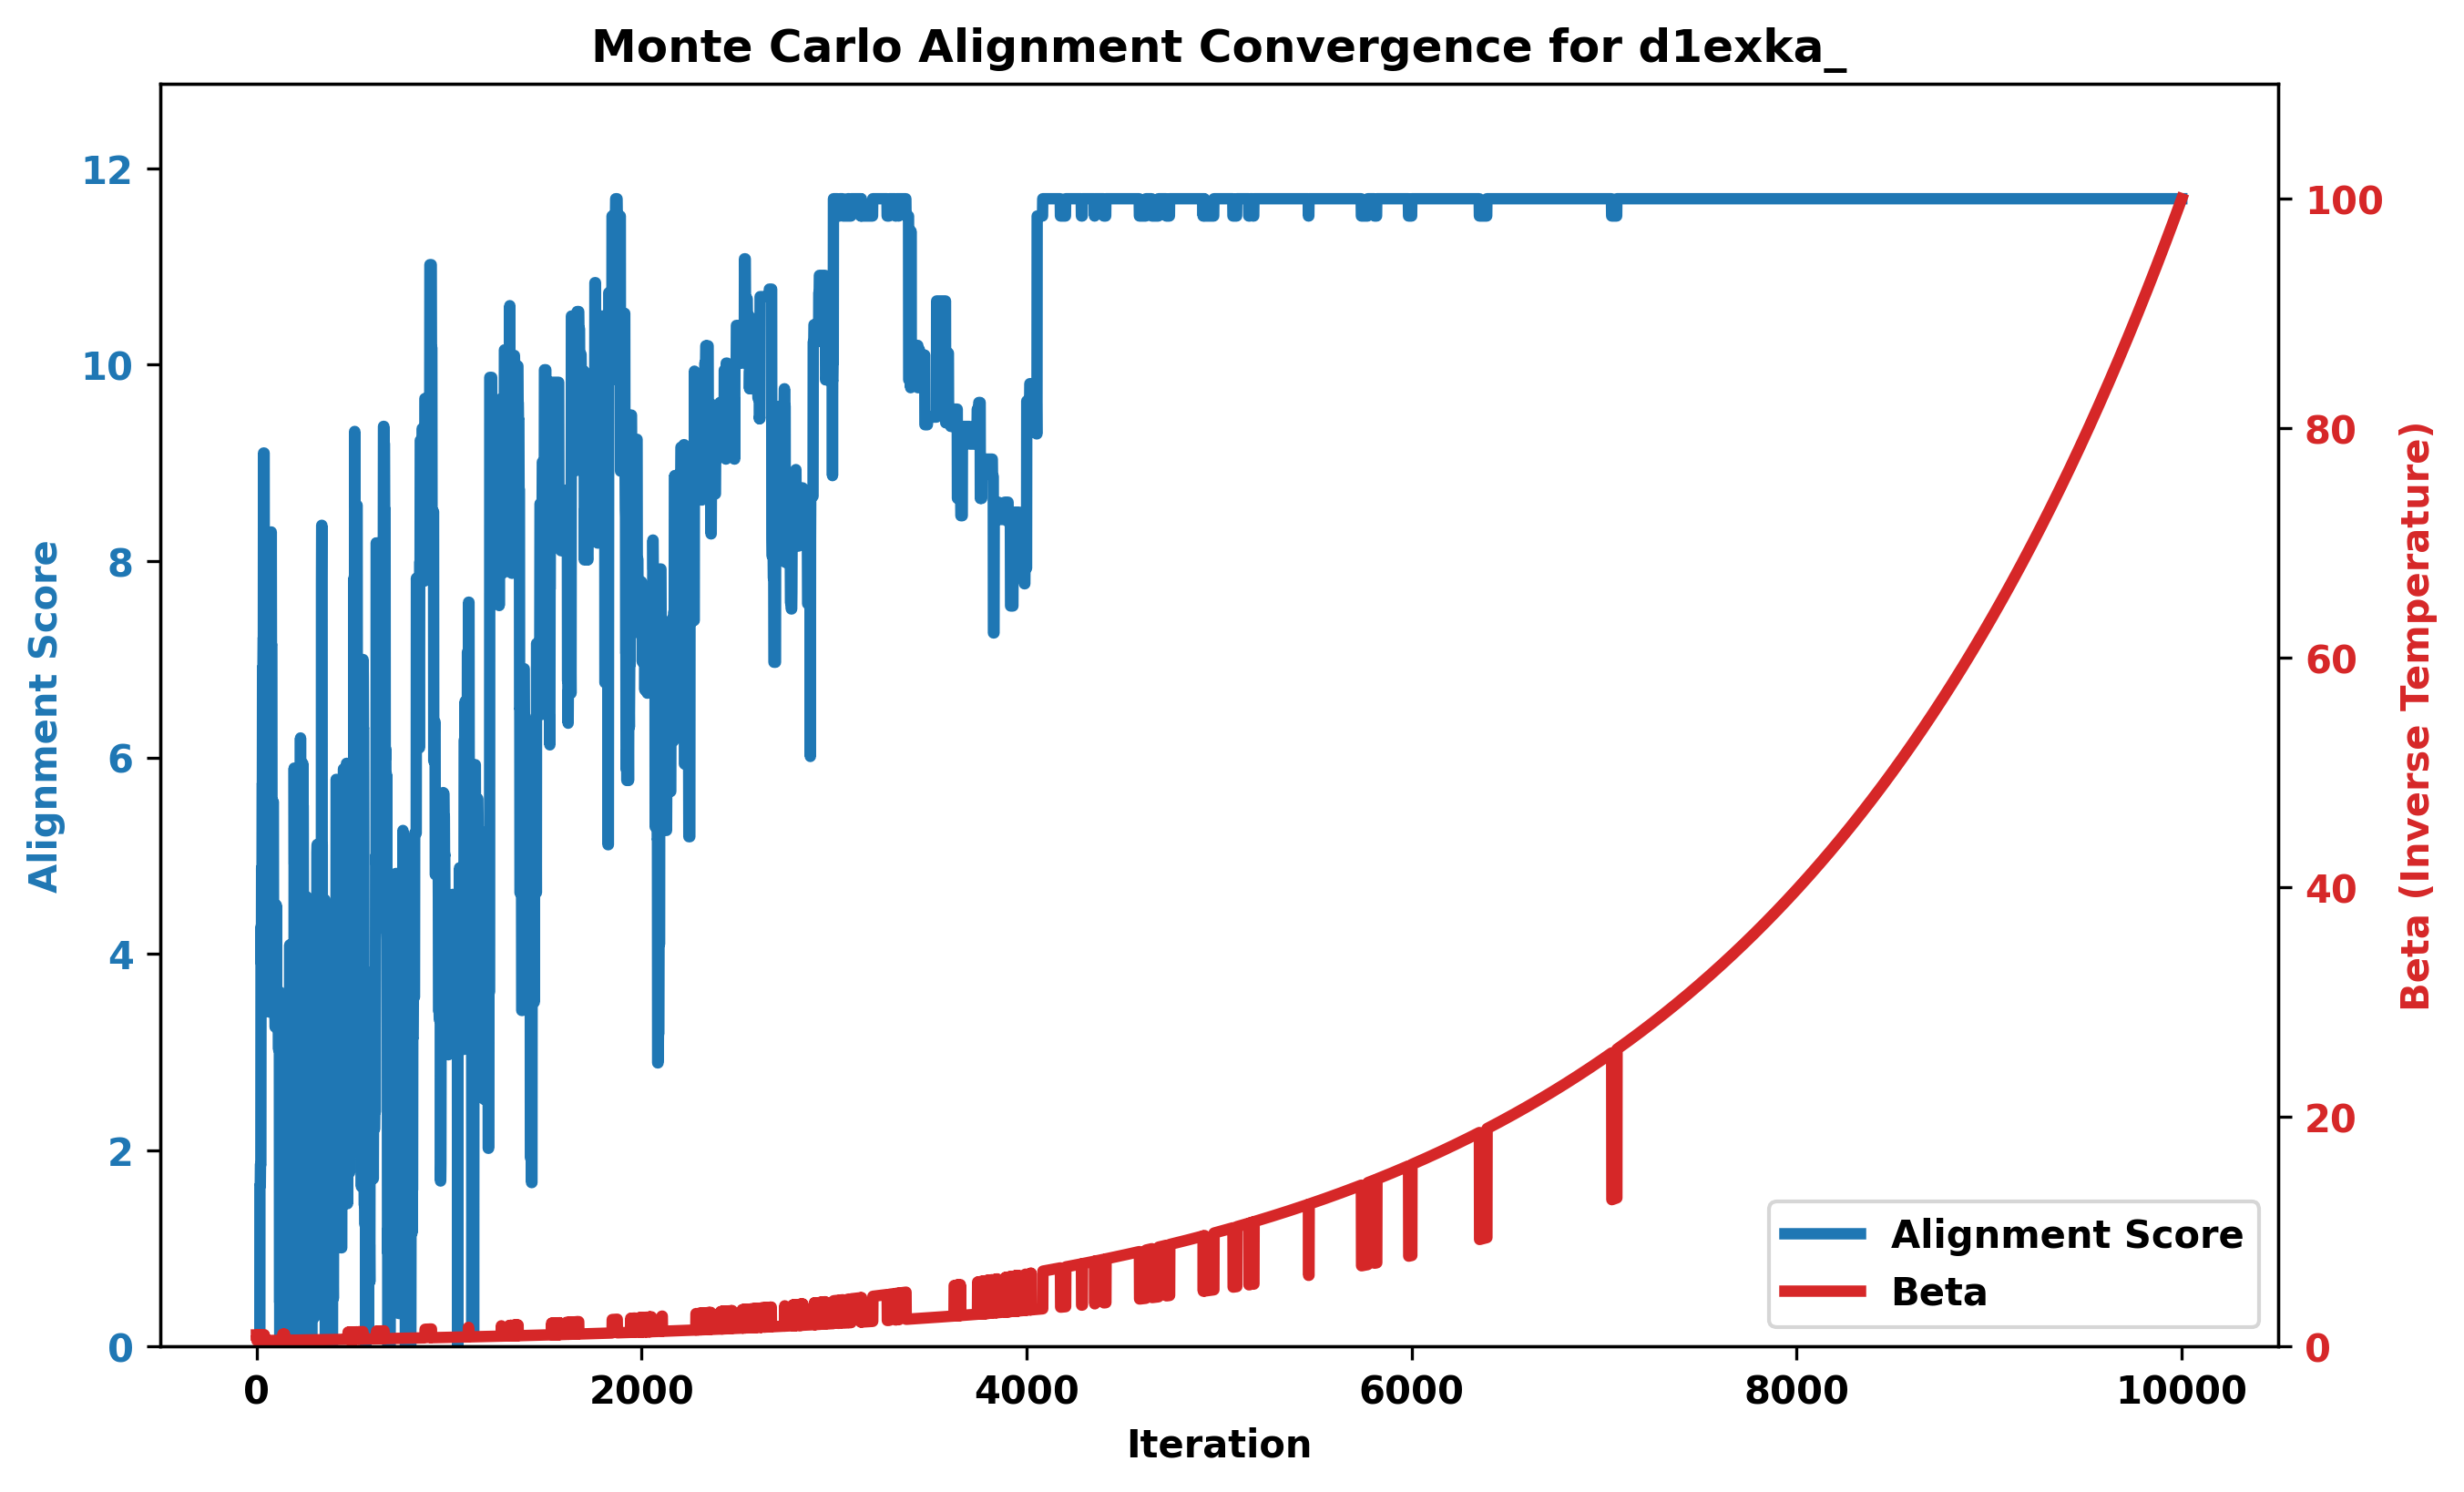 Monte Carlo Alignment Convergence for d1exka_
12
10
8
6
4
2
0
Alignment Score
100
80
60
40
20
0
Beta (Inverse Temperature)
Alignment Score
Beta
0 2000 4000 6000 8000 10000
Iteration